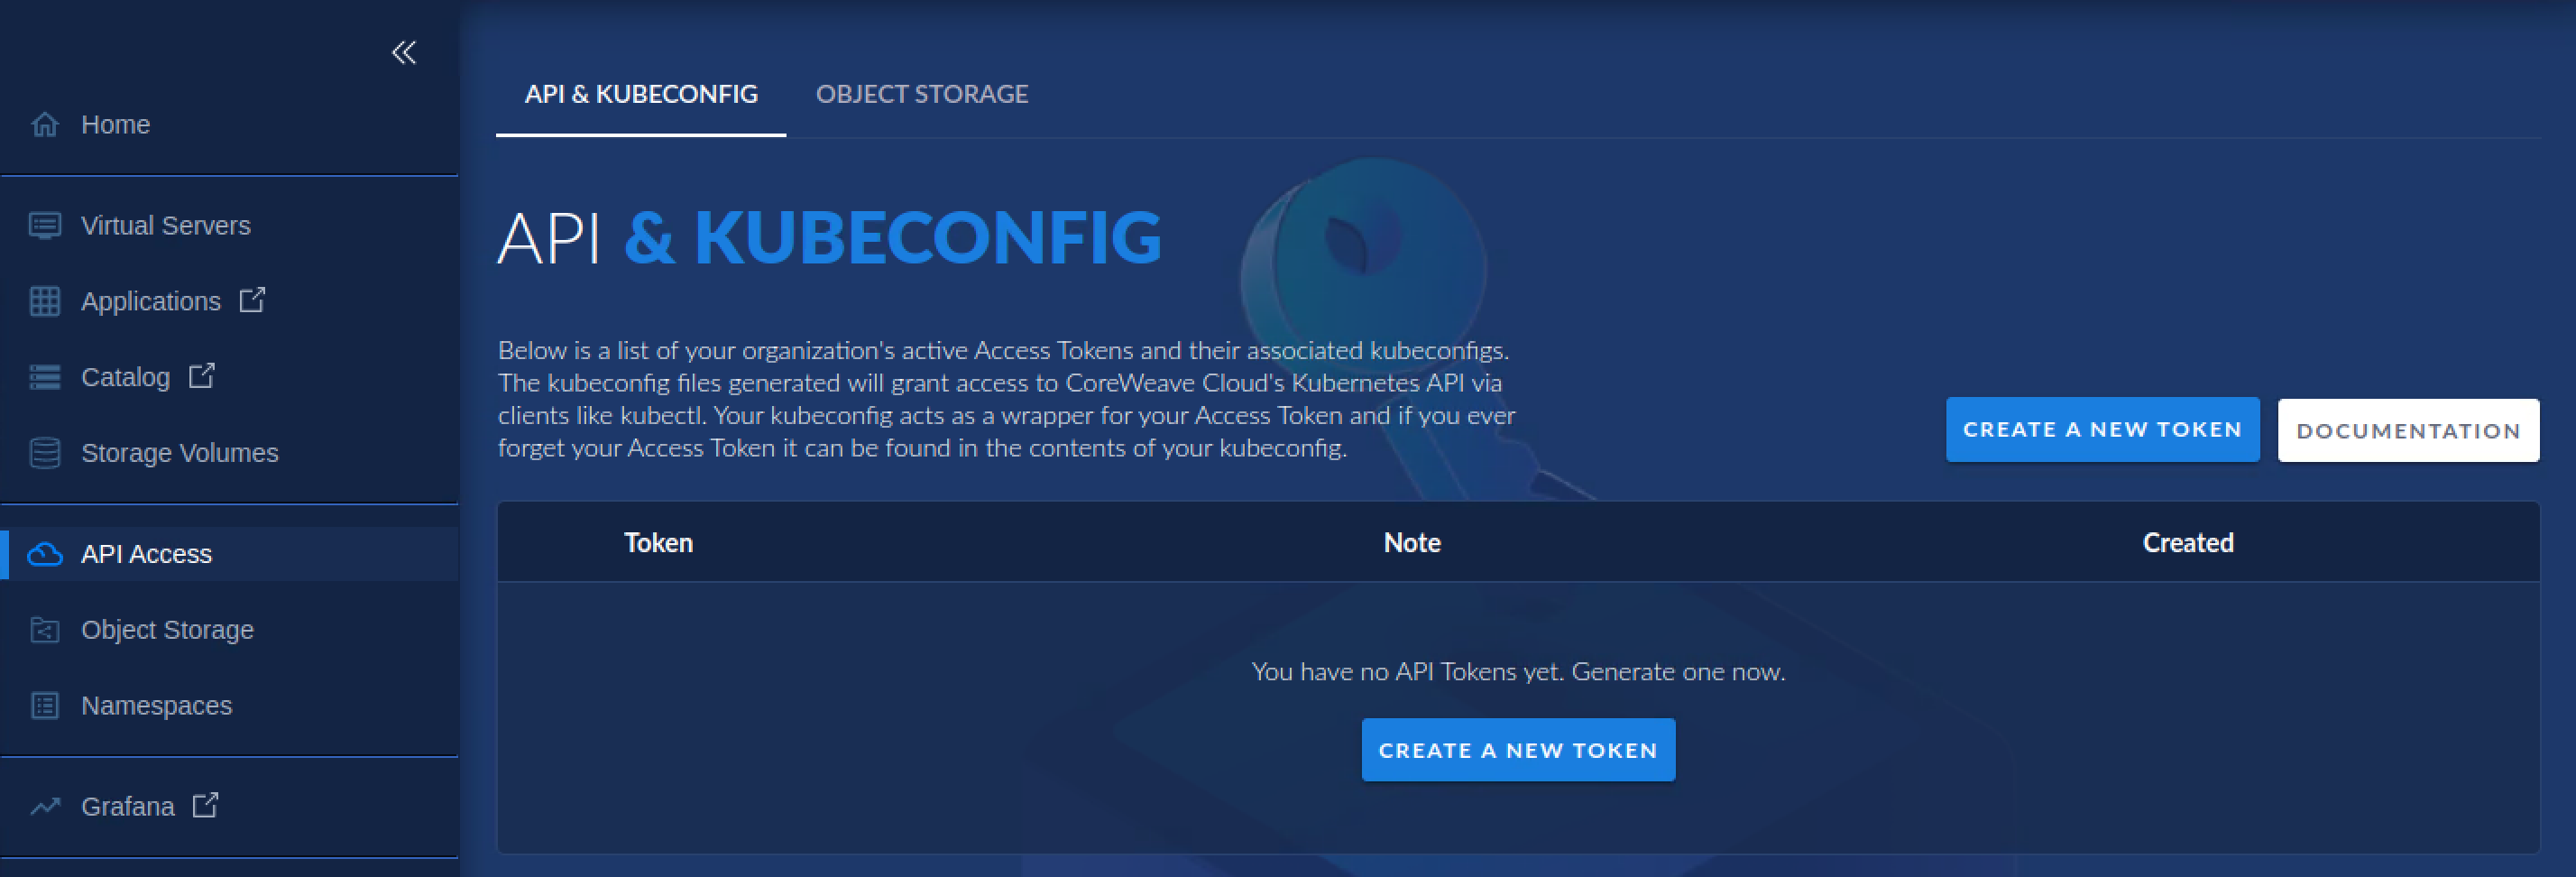 Home
Virtual Servers
Applications
Catalog
Storage Volumes
API Access
Object Storage
Namespaces
Grafana
API & KUBECONFIG
OBJECT STORAGE
API & KUBECONFIG
Below is a list of your organization's active Access Tokens and their associated kubeconfigs.
The kubeconfig files generated will grant access to CoreWeave Cloud's Kubernetes API via
clients like kubectl. Your kubeconfig acts as a wrapper for your Access Token and if you ever
forget your Access Token it can be found in the contents of your kubeconfig.
CREATE A NEW TOKEN
DOCUMENTATION
Token
Note
Created
You have no API Tokens yet. Generate one now.
CREATE A NEW TOKEN